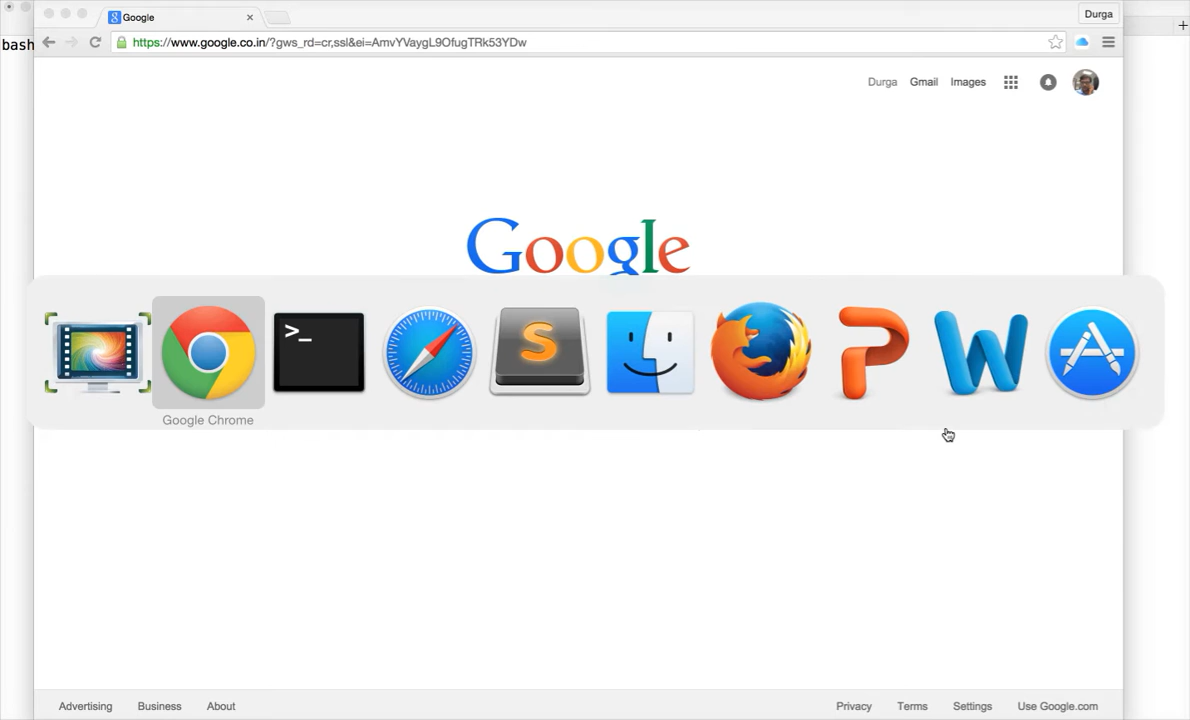 Google
Durga
bash
https://www.google.co.in/?gws_rd=cr,ssl&ei=AmvYVaygL9OfugTRk53YDw
Durga Gmail Images
Google
>_
S
P
W
Google Chrome
Advertising Business About
Privacy Terms Settings Use Google.com